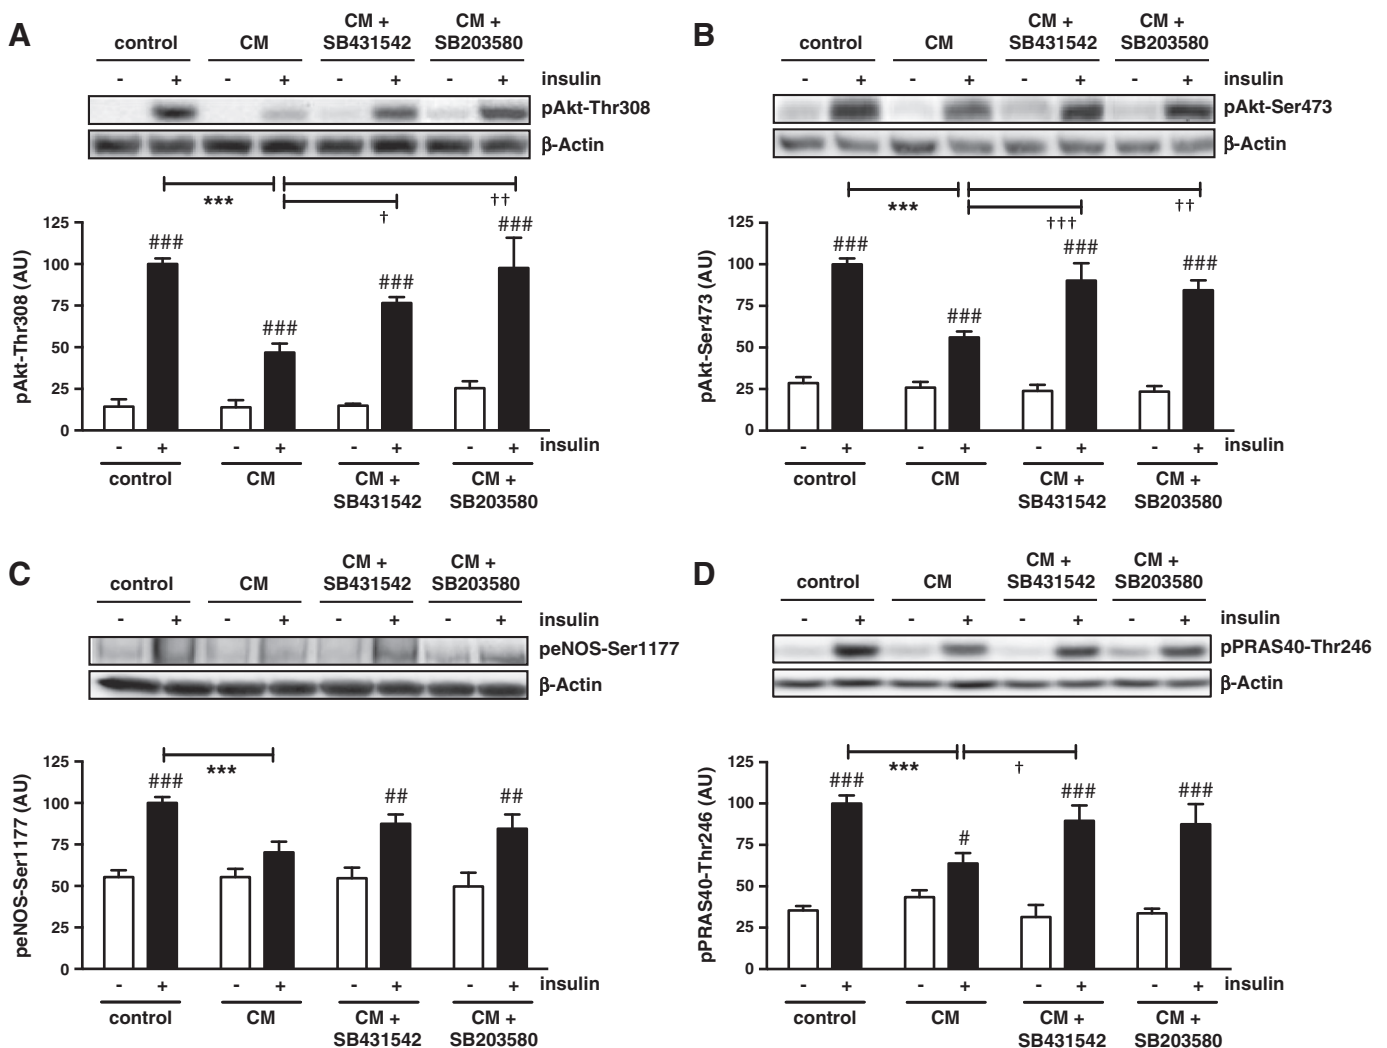 A
control CM CM + SB431542 CM + SB203580
- + - + - + - + insulin
pAkt-Thr308
β-Actin
*** † ††
pAkt-Thr308 (AU)
125
100
75
50
25
0
### ### ### ###
- + - + - + - + insulin
control CM CM + SB431542 CM + SB203580
B
control CM CM + SB431542 CM + SB203580
- + - + - + - + insulin
pAkt-Ser473
β-Actin
*** ††† ††
pAkt-Ser473 (AU)
125
100
75
50
25
0
### ### ### ###
- + - + - + - + insulin
control CM CM + SB431542 CM + SB203580
C
control CM CM + SB431542 CM + SB203580
- + - + - + - + insulin
peNOS-Ser1177
β-Actin
***
peNOS-Ser1177 (AU)
125
100
75
50
25
0
### ## ##
- + - + - + - + insulin
control CM CM + SB431542 CM + SB203580
D
control CM CM + SB431542 CM + SB203580
- + - + - + - + insulin
pPRAS40-Thr246
β-Actin
*** †
pPRAS40-Thr246 (AU)
125
100
75
50
25
0
### # ### ###
- + - + - + - + insulin
control CM CM + SB431542 CM + SB203580